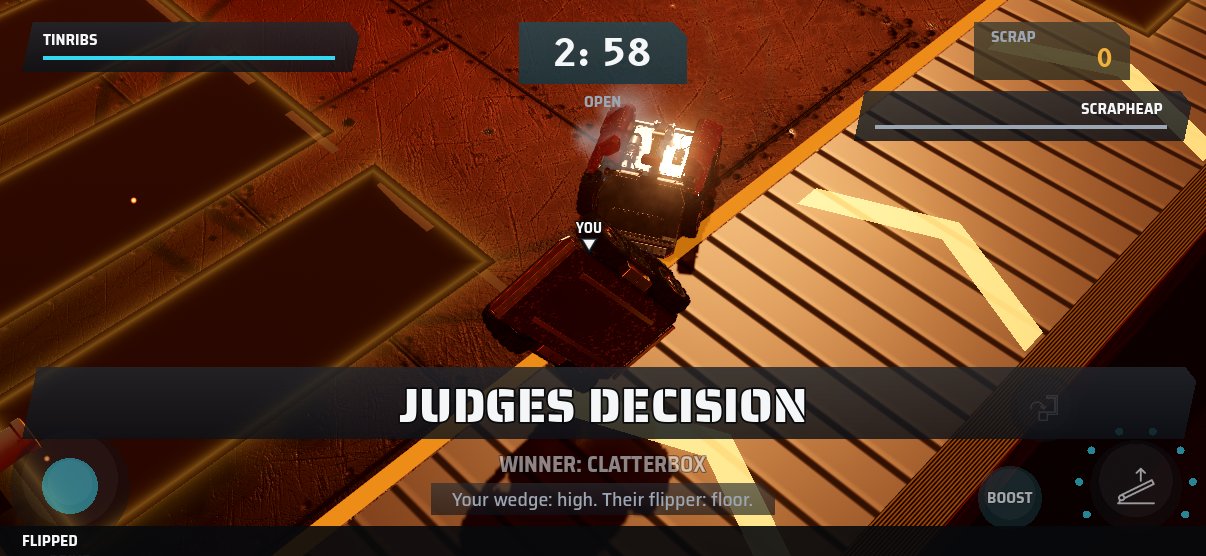 TINRIBS
2: 58
SCRAP
0
OPEN
SCRAPHEAP
YOU
JUDGES DECISION
WINNER: CLATTERBOX
Your wedge: high. Their flipper: floor.
BOOST
FLIPPED